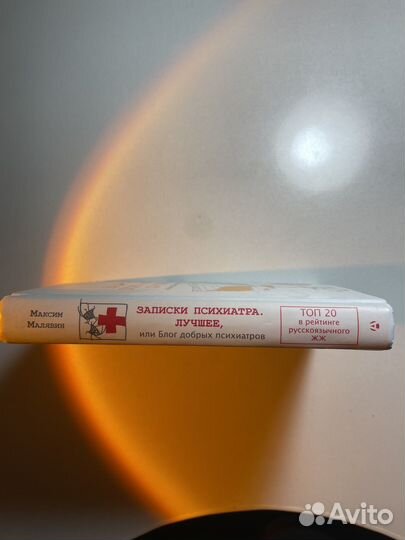 Максим
Малявин
ЗАПИСКИ ПСИХИАТРА.
ЛУЧШЕЕ,
или Блог добрых психиатров
ТОП 20
в рейтинге
русскоязычного
ЖЖ
Avito